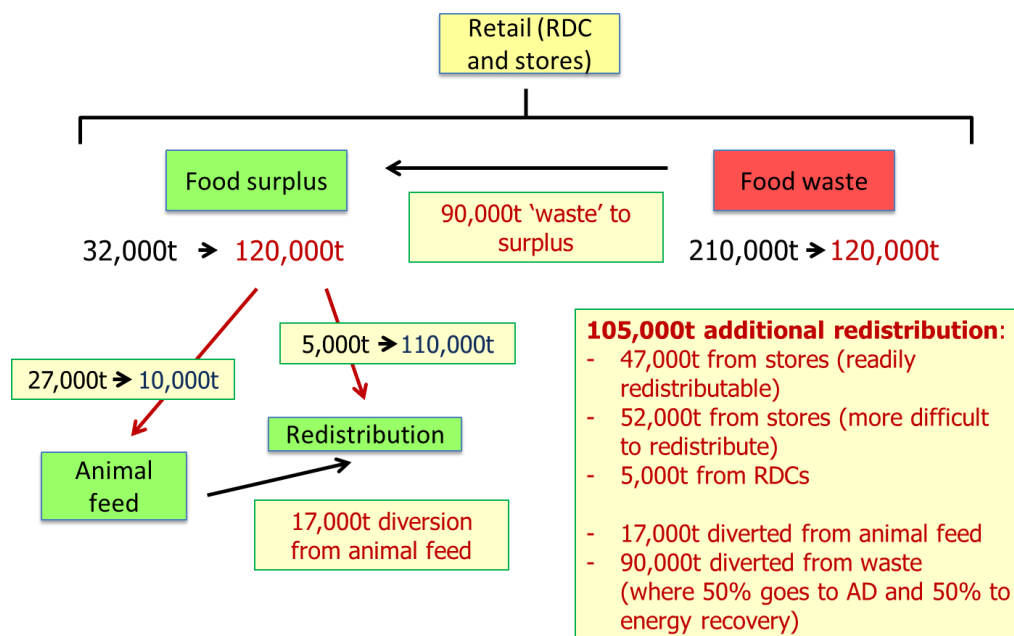 Retail (RDC
and stores)
Food surplus
Food waste
90,000t ‘waste’ to
surplus
32,000t
120,000t
210,000t
120,000t
5,000t
110,000t
27,000t
10,000t
Redistribution
Animal
feed
17,000t diversion
from animal feed
105,000t additional redistribution:
- 47,000t from stores (readily
redistributable)
- 52,000t from stores (more difficult
to redistribute)
- 5,000t from RDCs
- 17,000t diverted from animal feed
- 90,000t diverted from waste
(where 50% goes to AD and 50% to
energy recovery)